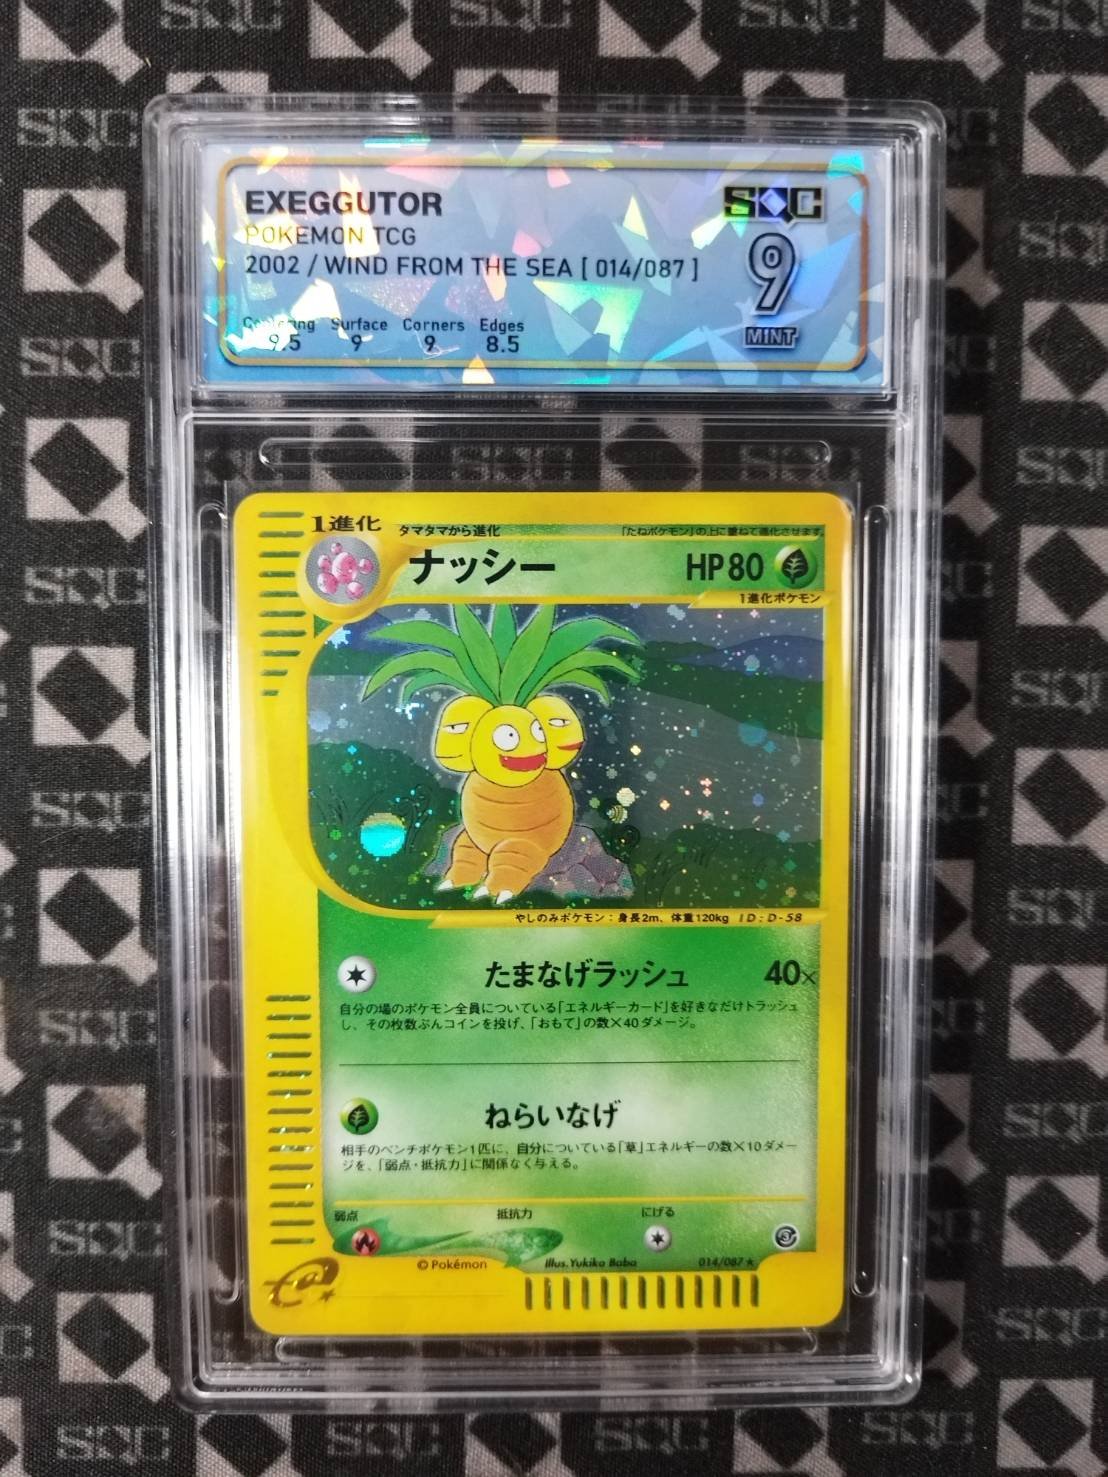 EXEGGUTOR
POKEMON TCG
2002 / WIND FROM THE SEA [ 014/087 ]
SQC
9
MINT
Centering Surface Corners Edges
9.5 9 9 8.5
1進化 タマタマから進化 「たねポケモン」の上に重ねて進化させます。
ナッシー HP80
1進化ポケモン
やしのみポケモン：身長2m、体重120kg ID:D-58
たまなげラッシュ 40×
自分の場のポケモン全員についている「エネルギーカード」を好きなだけトラッシュ
し、その枚数ぶんコインを投げ、「おもて」の数×40ダメージ。
ねらいなげ
相手のベンチポケモン1匹に、自分についている「草」エネルギーの数×10ダメー
ジを、「弱点・抵抗力」に関係なく与える。
弱点 抵抗力 にげる
©Pokémon Illus.Yukiko Baba 014/087★